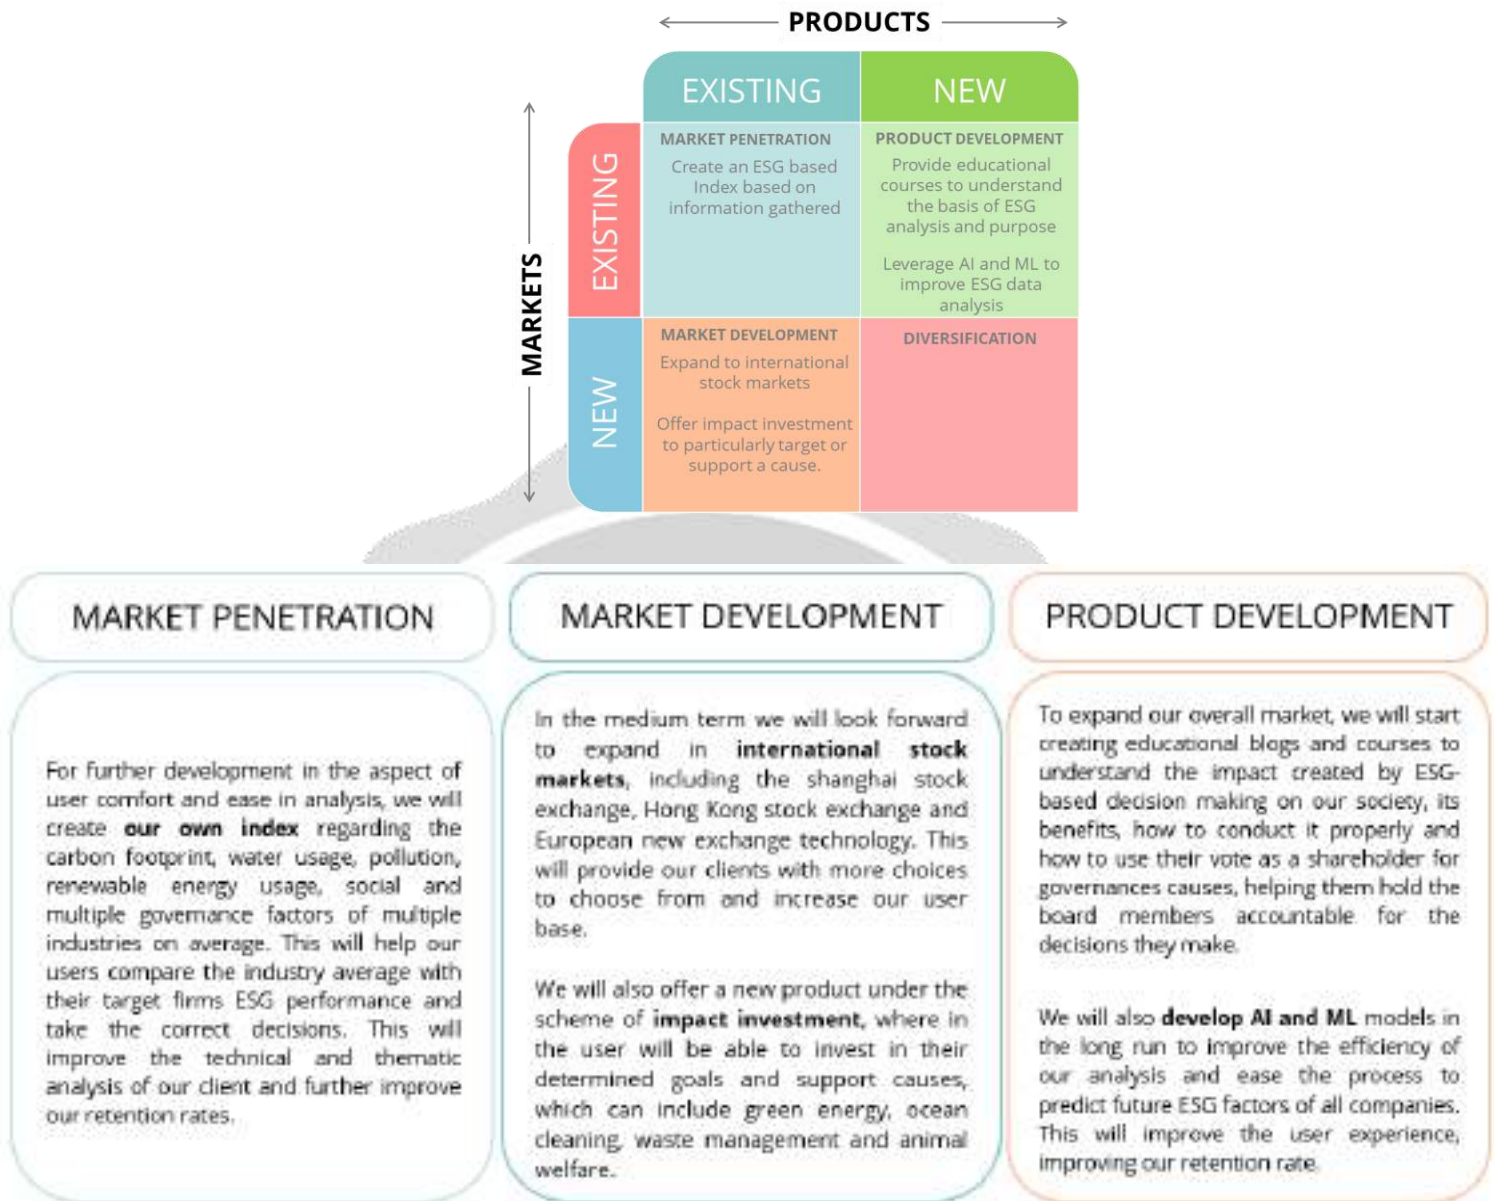 PRODUCTS
EXISTING
NEW
MARKETS
EXISTING
MARKET PENETRATION
Create an ESG based
Index based on
information gathered
PRODUCT DEVELOPMENT
Provide educational
courses to understand
the basis of ESG
analysis and purpose
Leverage AI and ML to
improve ESG data
analysis
NEW
MARKET DEVELOPMENT
Expand to international
stock markets
Offer impact investment
to particularly target or
support a cause.
DIVERSIFICATION
MARKET PENETRATION
For further development in the aspect of
user comfort and ease in analysis, we will
create our own index regarding the
carbon footprint, water usage, pollution,
renewable energy usage, social and
multiple governance factors of multiple
industries on average. This will help our
users compare the industry average with
their target firms ESG performance and
take the correct decisions. This will
improve the technical and thematic
analysis of our client and further improve
our retention rates.
MARKET DEVELOPMENT
In the medium term we will look forward
to expand in international stock
markets, including the shanghai stock
exchange, Hong Kong stock exchange and
European new exchange technology. This
will provide our clients with more choices
to choose from and increase our user
base.
We will also offer a new product under the
scheme of impact investment, where in
the user will be able to invest in their
determined goals and support causes,
which can include green energy, ocean
cleaning, waste management and animal
welfare.
PRODUCT DEVELOPMENT
To expand our overall market, we will start
creating educational blogs and courses to
understand the impact created by ESG-
based decision making on our society, its
benefits, how to conduct it properly and
how to use their vote as a shareholder for
governances causes, helping them hold the
board members accountable for the
decisions they make.
We will also develop AI and ML models in
the long run to improve the efficiency of
our analysis and ease the process to
predict future ESG factors of all companies.
This will improve the user experience,
improving our retention rate.